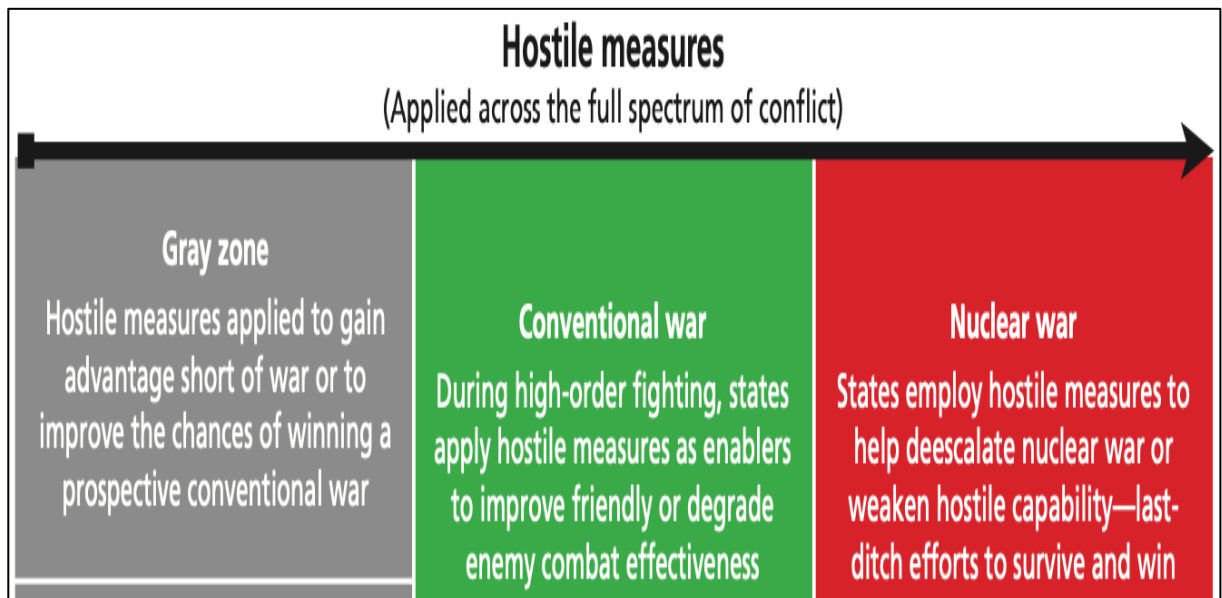 Hostile measures
(Applied across the full spectrum of conflict)
Gray zone
Hostile measures applied to gain
advantage short of war or to
improve the chances of winning a
prospective conventional war
Conventional war
During high-order fighting, states
apply hostile measures as enablers
to improve friendly or degrade
enemy combat effectiveness
Nuclear war
States employ hostile measures to
help deescalate nuclear war or
weaken hostile capability—last-
ditch efforts to survive and win